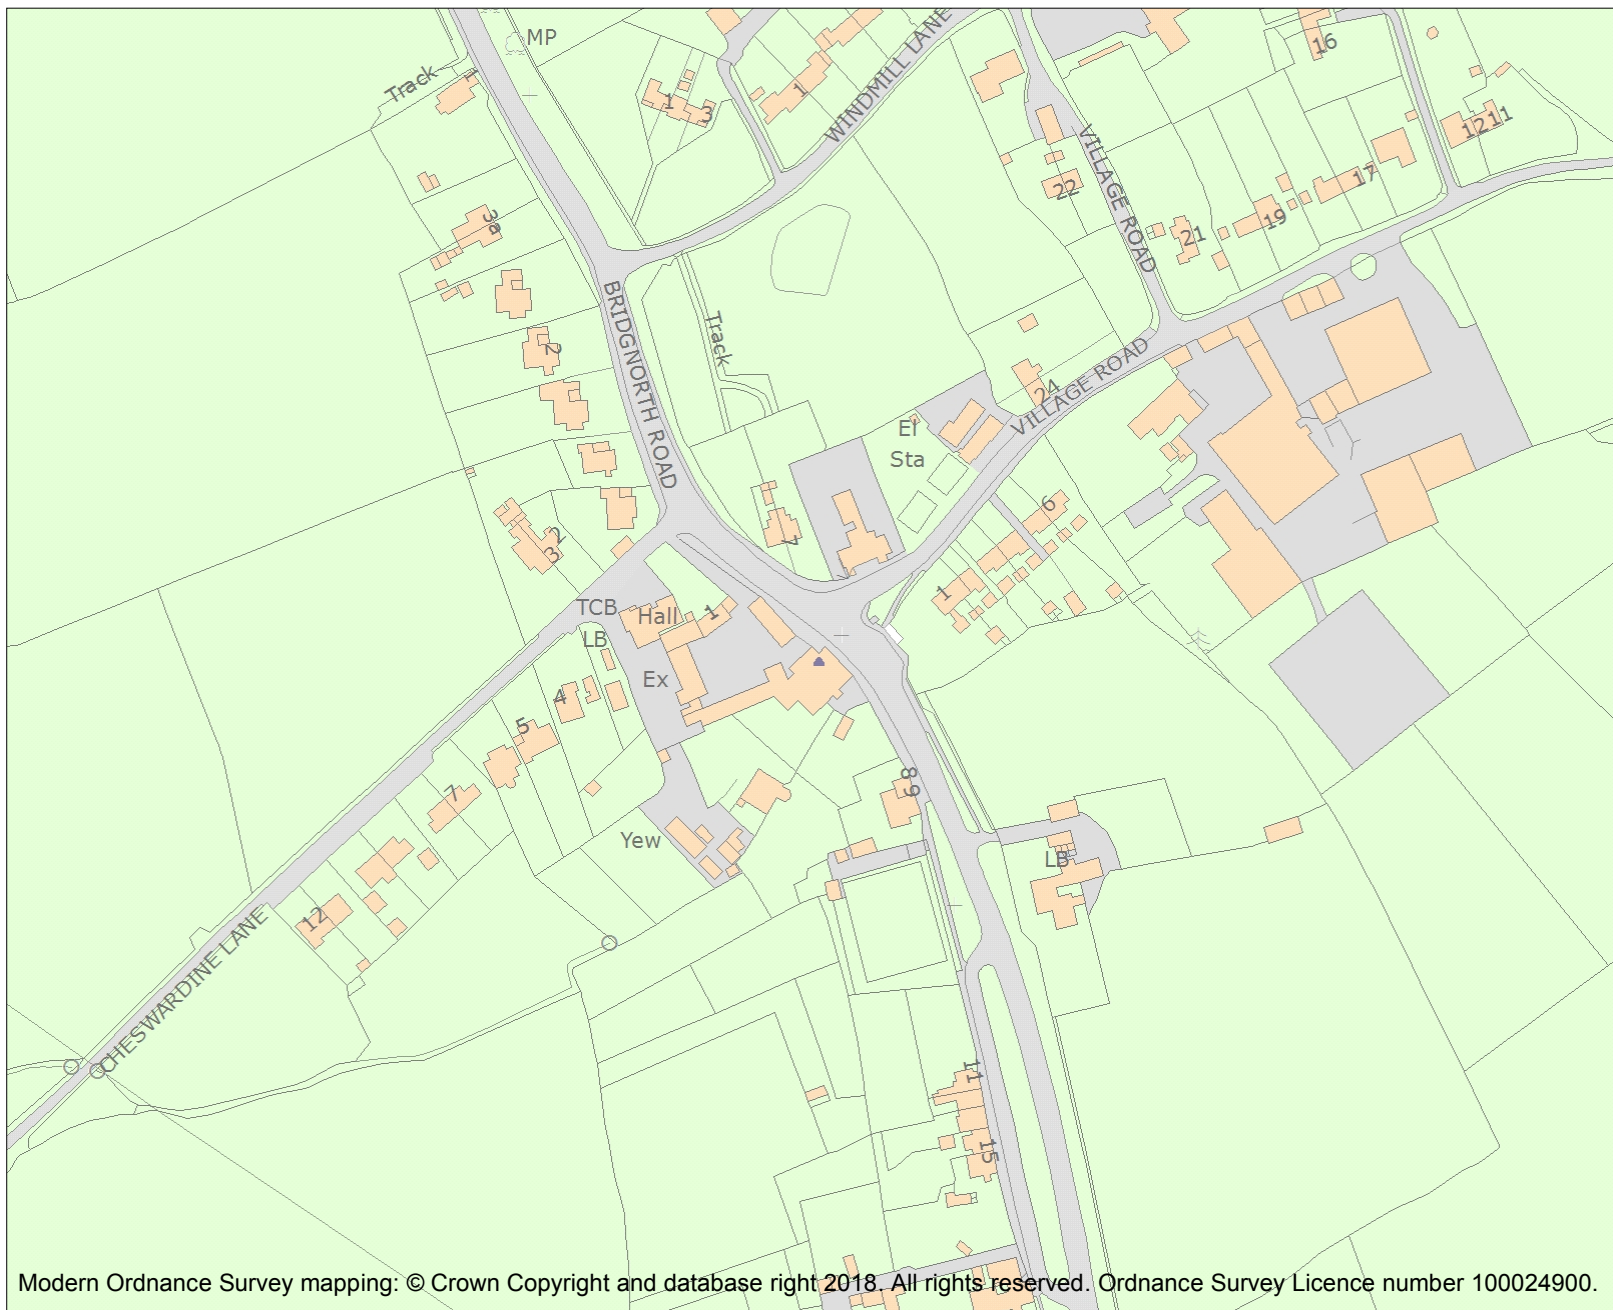 MP
16
Track
1
1
3
1
WINDMILL LANE
12 11
VILLAGE ROAD
22
17
3a
21
19
BRIDGNORTH ROAD
Track
2
VILLAGE ROAD
24
El
Sta
6
7
2
3
1
TCB
Hall
1
LB
Ex
4
5
7
8 9
Yew
LB
12
CHESWARDINE LANE
11
15
Modern Ordnance Survey mapping: © Crown Copyright and database right 2018. All rights reserved. Ordnance Survey Licence number 100024900.